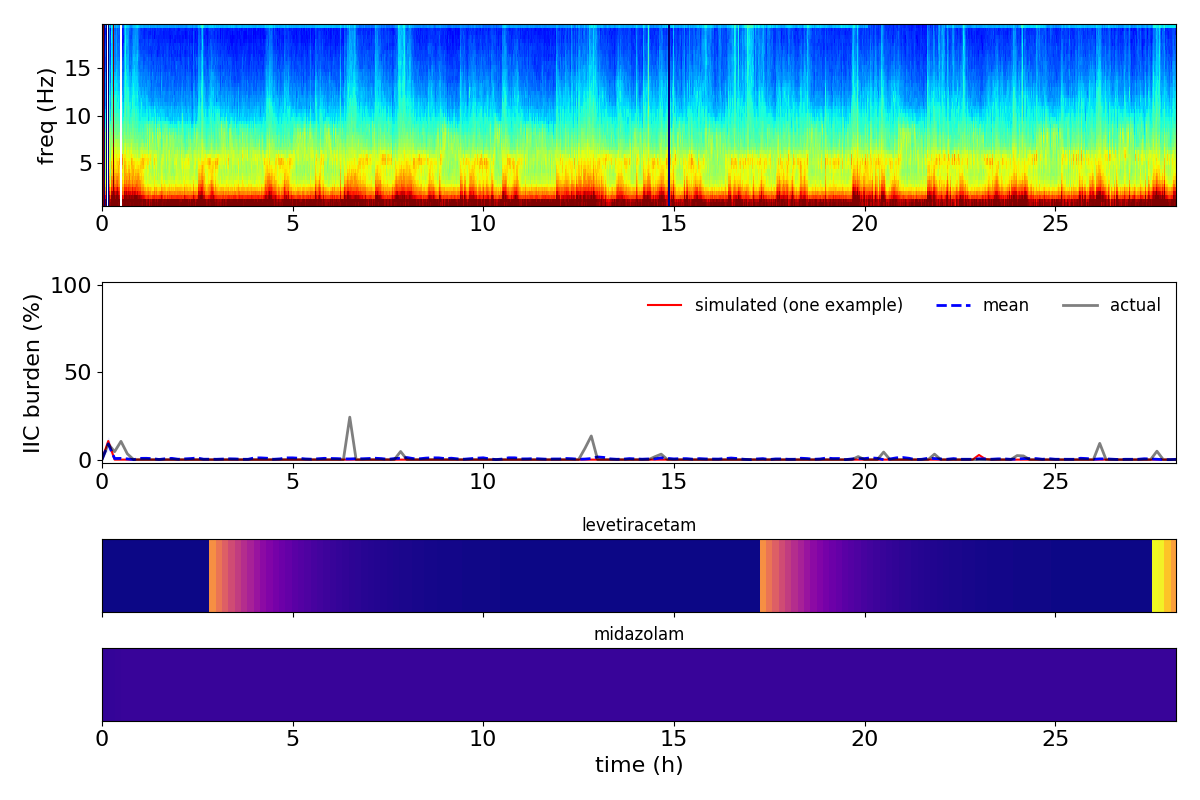 freq (Hz)
15
10
5
0 5 10 15 20 25
IIC burden (%)
100
50
0
simulated (one example) mean actual
0 5 10 15 20 25
levetiracetam
midazolam
0 5 10 15 20 25
time (h)